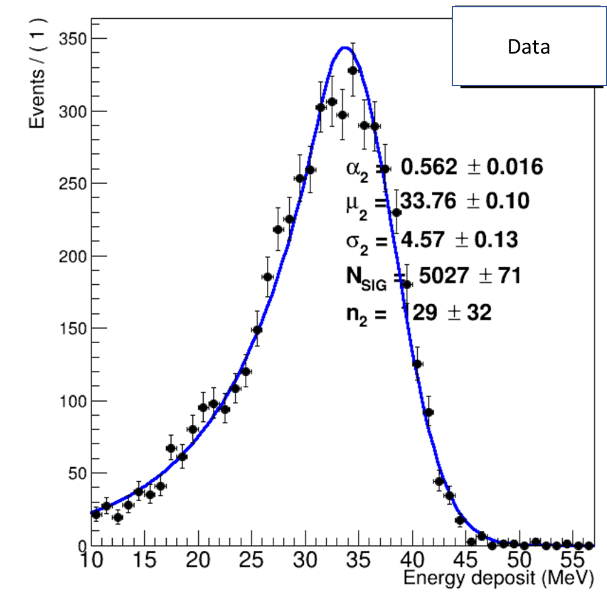 Data
Events / ( 1 )
350
300
250
200
150
100
50
0
α2 = 0.562 ± 0.016
μ2 = 33.76 ± 0.10
σ2 = 4.57 ± 0.13
NSIG = 5027 ± 71
n2 = 29 ± 32
10 15 20 25 30 35 40 45 50 55
Energy deposit (MeV)